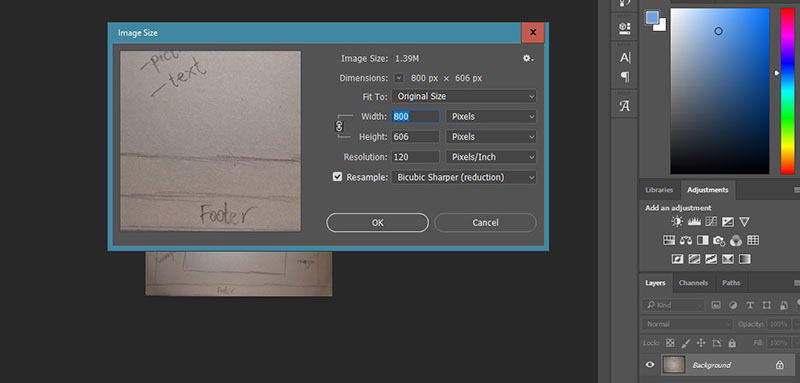 Image Size
x
-pict
-text
Footer
Image Size: 1.39M
Dimensions: 800 px × 606 px
Fit To: Original Size
Width: 800 Pixels
Height: 606 Pixels
Resolution: 120 Pixels/Inch
Resample: Bicubic Sharper (reduction)
OK Cancel
Footer
A|
¶
A
Libraries Adjustments
Add an adjustment
Layers Channels Paths
Kind
T
Normal Opacity: 100%
Lock: Fill: 100%
Background